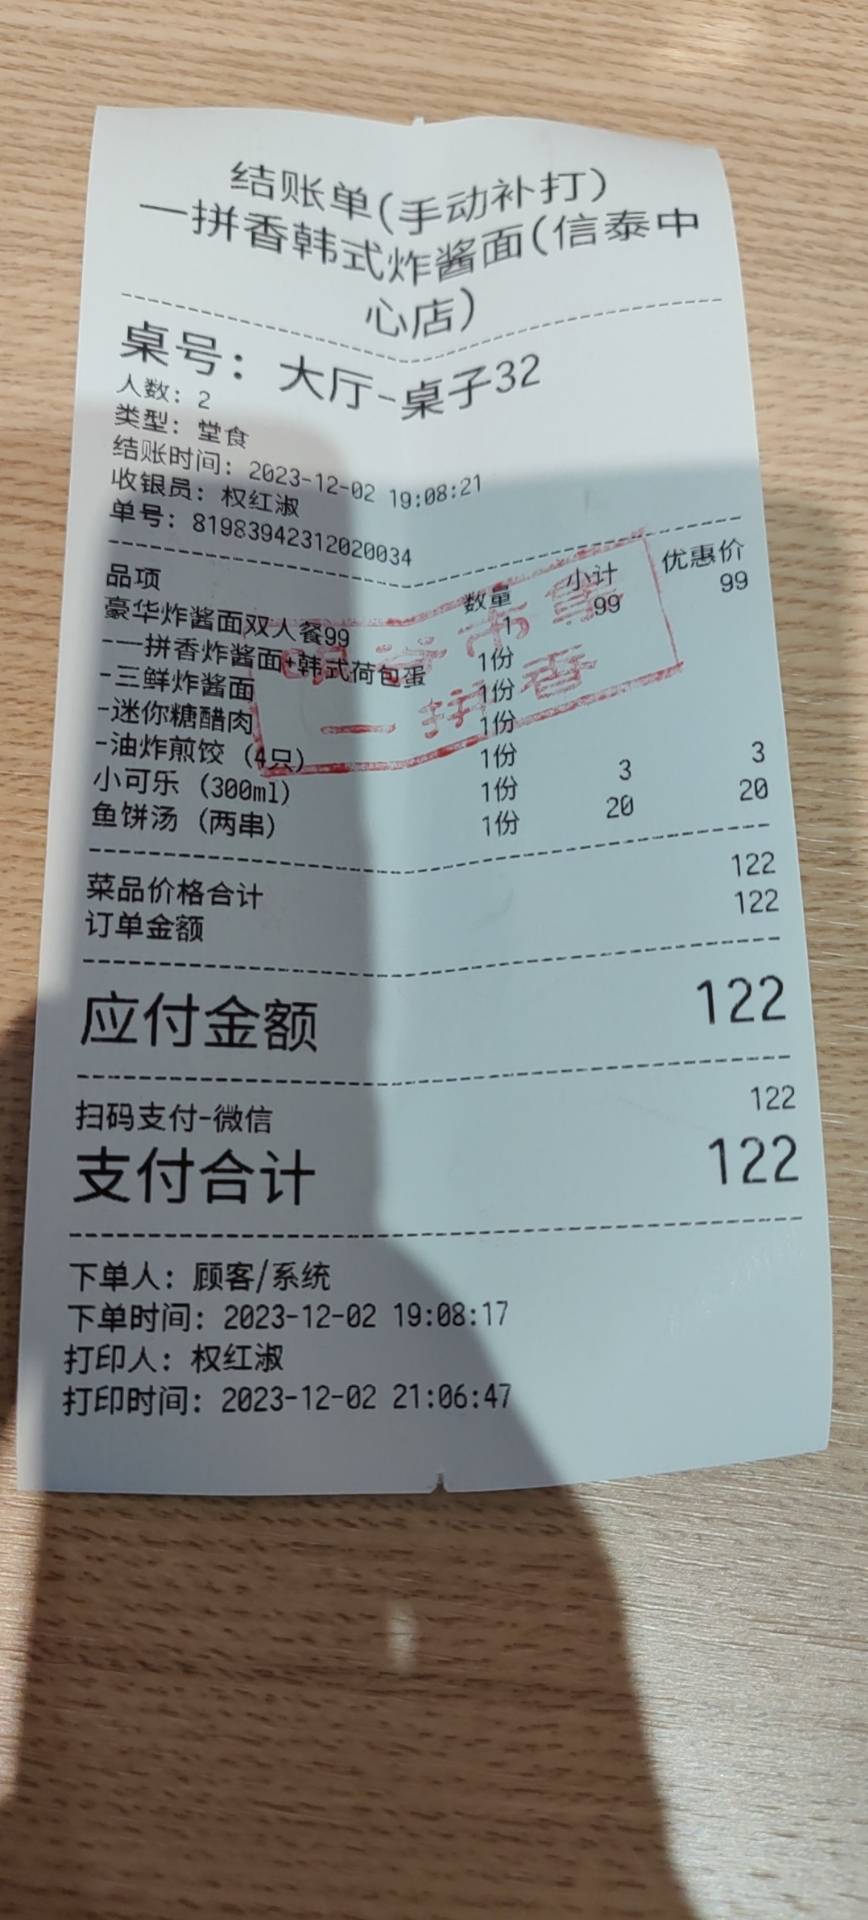 结账单(手动补打)
一拼香韩式炸酱面(信泰中
心店)
桌号: 大厅-桌子32
人数: 2
类型: 堂食
结账时间: 2023-12-02 19:08:21
收银员: 权红淑
单号: 81983942312020034
品项 数量 小计 优惠价
豪华炸酱面双人餐99 1 99 99
-一拼香炸酱面+韩式荷包蛋 1份
-三鲜炸酱面 1份
-迷你糖醋肉 1份
-油炸煎饺 (4只) 1份
小可乐 (300ml) 1份 3 3
鱼饼汤 (两串) 1份 20 20
一拼香
菜品价格合计 122
订单金额 122
应付金额 122
扫码支付-微信 122
支付合计 122
下单人: 顾客/系统
下单时间: 2023-12-02 19:08:17
打印人: 权红淑
打印时间: 2023-12-02 21:06:47